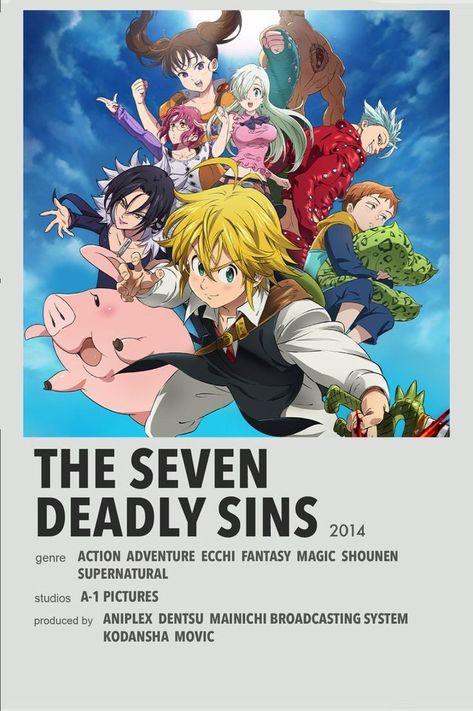 THE SEVEN
DEADLY SINS 2014
genre ACTION ADVENTURE ECCHI FANTASY MAGIC SHOUNEN
SUPERNATURAL
studios A-1 PICTURES
produced by ANIPLEX DENTSU MAINICHI BROADCASTING SYSTEM
KODANSHA MOVIC